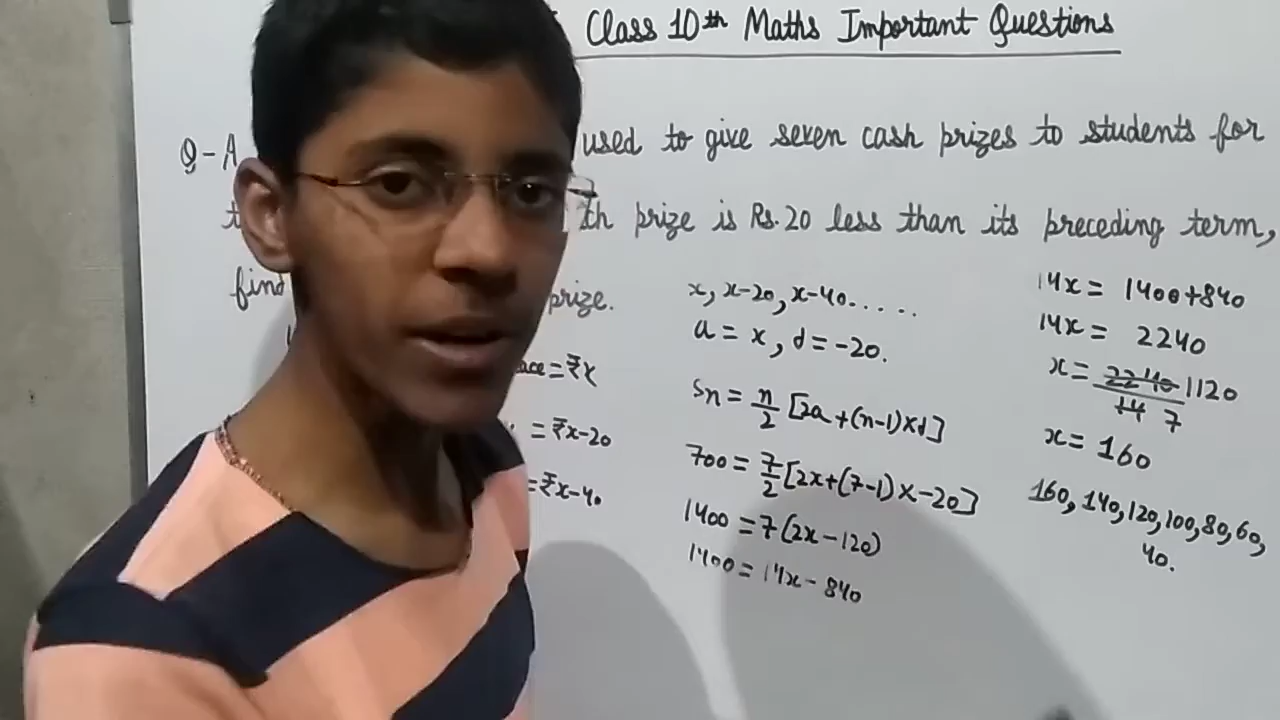 Class 10th Maths Important Questions
Q-A used to give seven cash prizes to students for
prize is Rs. 20 less than its preceding term,
find prize.
= ₹x
= ₹x-20
= ₹x-40
x, x-20, x-40.....
a = x, d = -20.
Sn = n/2 [2a + (n-1)xd]
700 = 7/2 [2x+(7-1) x -20]
1400 = 7(2x - 120)
1400 = 14x - 840
14x = 1400+840
14x = 2240
x = 2240 1120
14 7
x = 160
160, 140, 120, 100, 80, 60,
40.